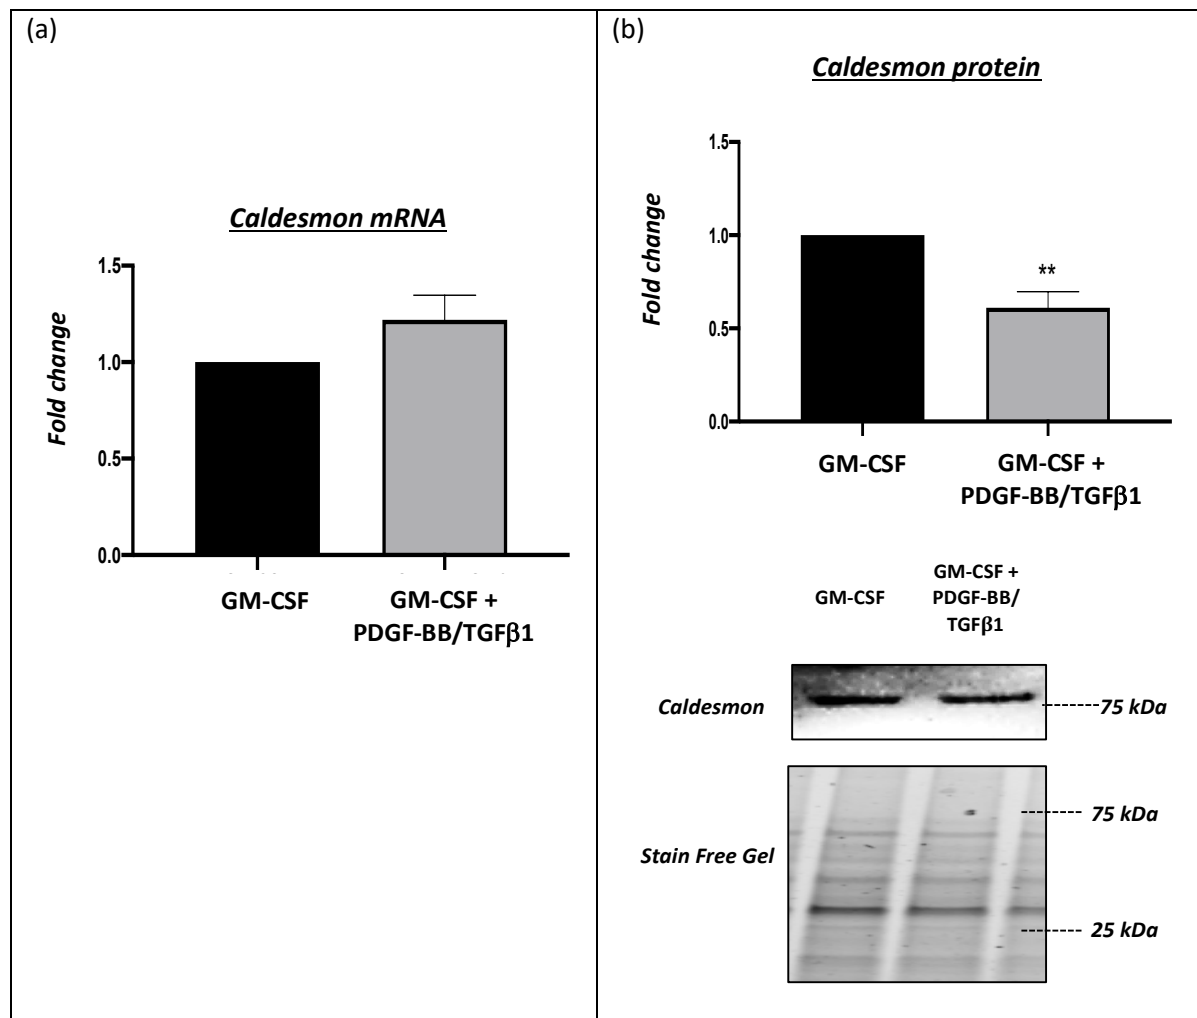 (a)
Caldesmon mRNA
Fold change
1.5
1.0
0.5
0.0
GM-CSF
GM-CSF +
PDGF-BB/TGFβ1
(b)
Caldesmon protein
Fold change
1.5
1.0
0.5
0.0
**
GM-CSF
GM-CSF +
PDGF-BB/TGFβ1
GM-CSF
GM-CSF +
PDGF-BB/
TGFβ1
Caldesmon
75 kDa
75 kDa
Stain Free Gel
25 kDa